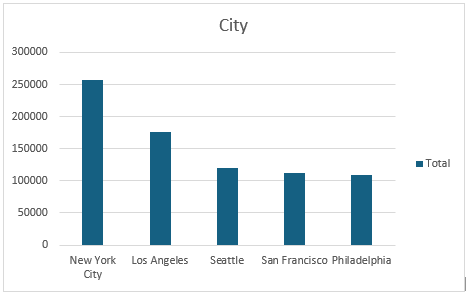 City
300000
250000
200000
150000
100000
50000
0
New York
City
Los Angeles
Seattle
San Francisco
Philadelphia
Total